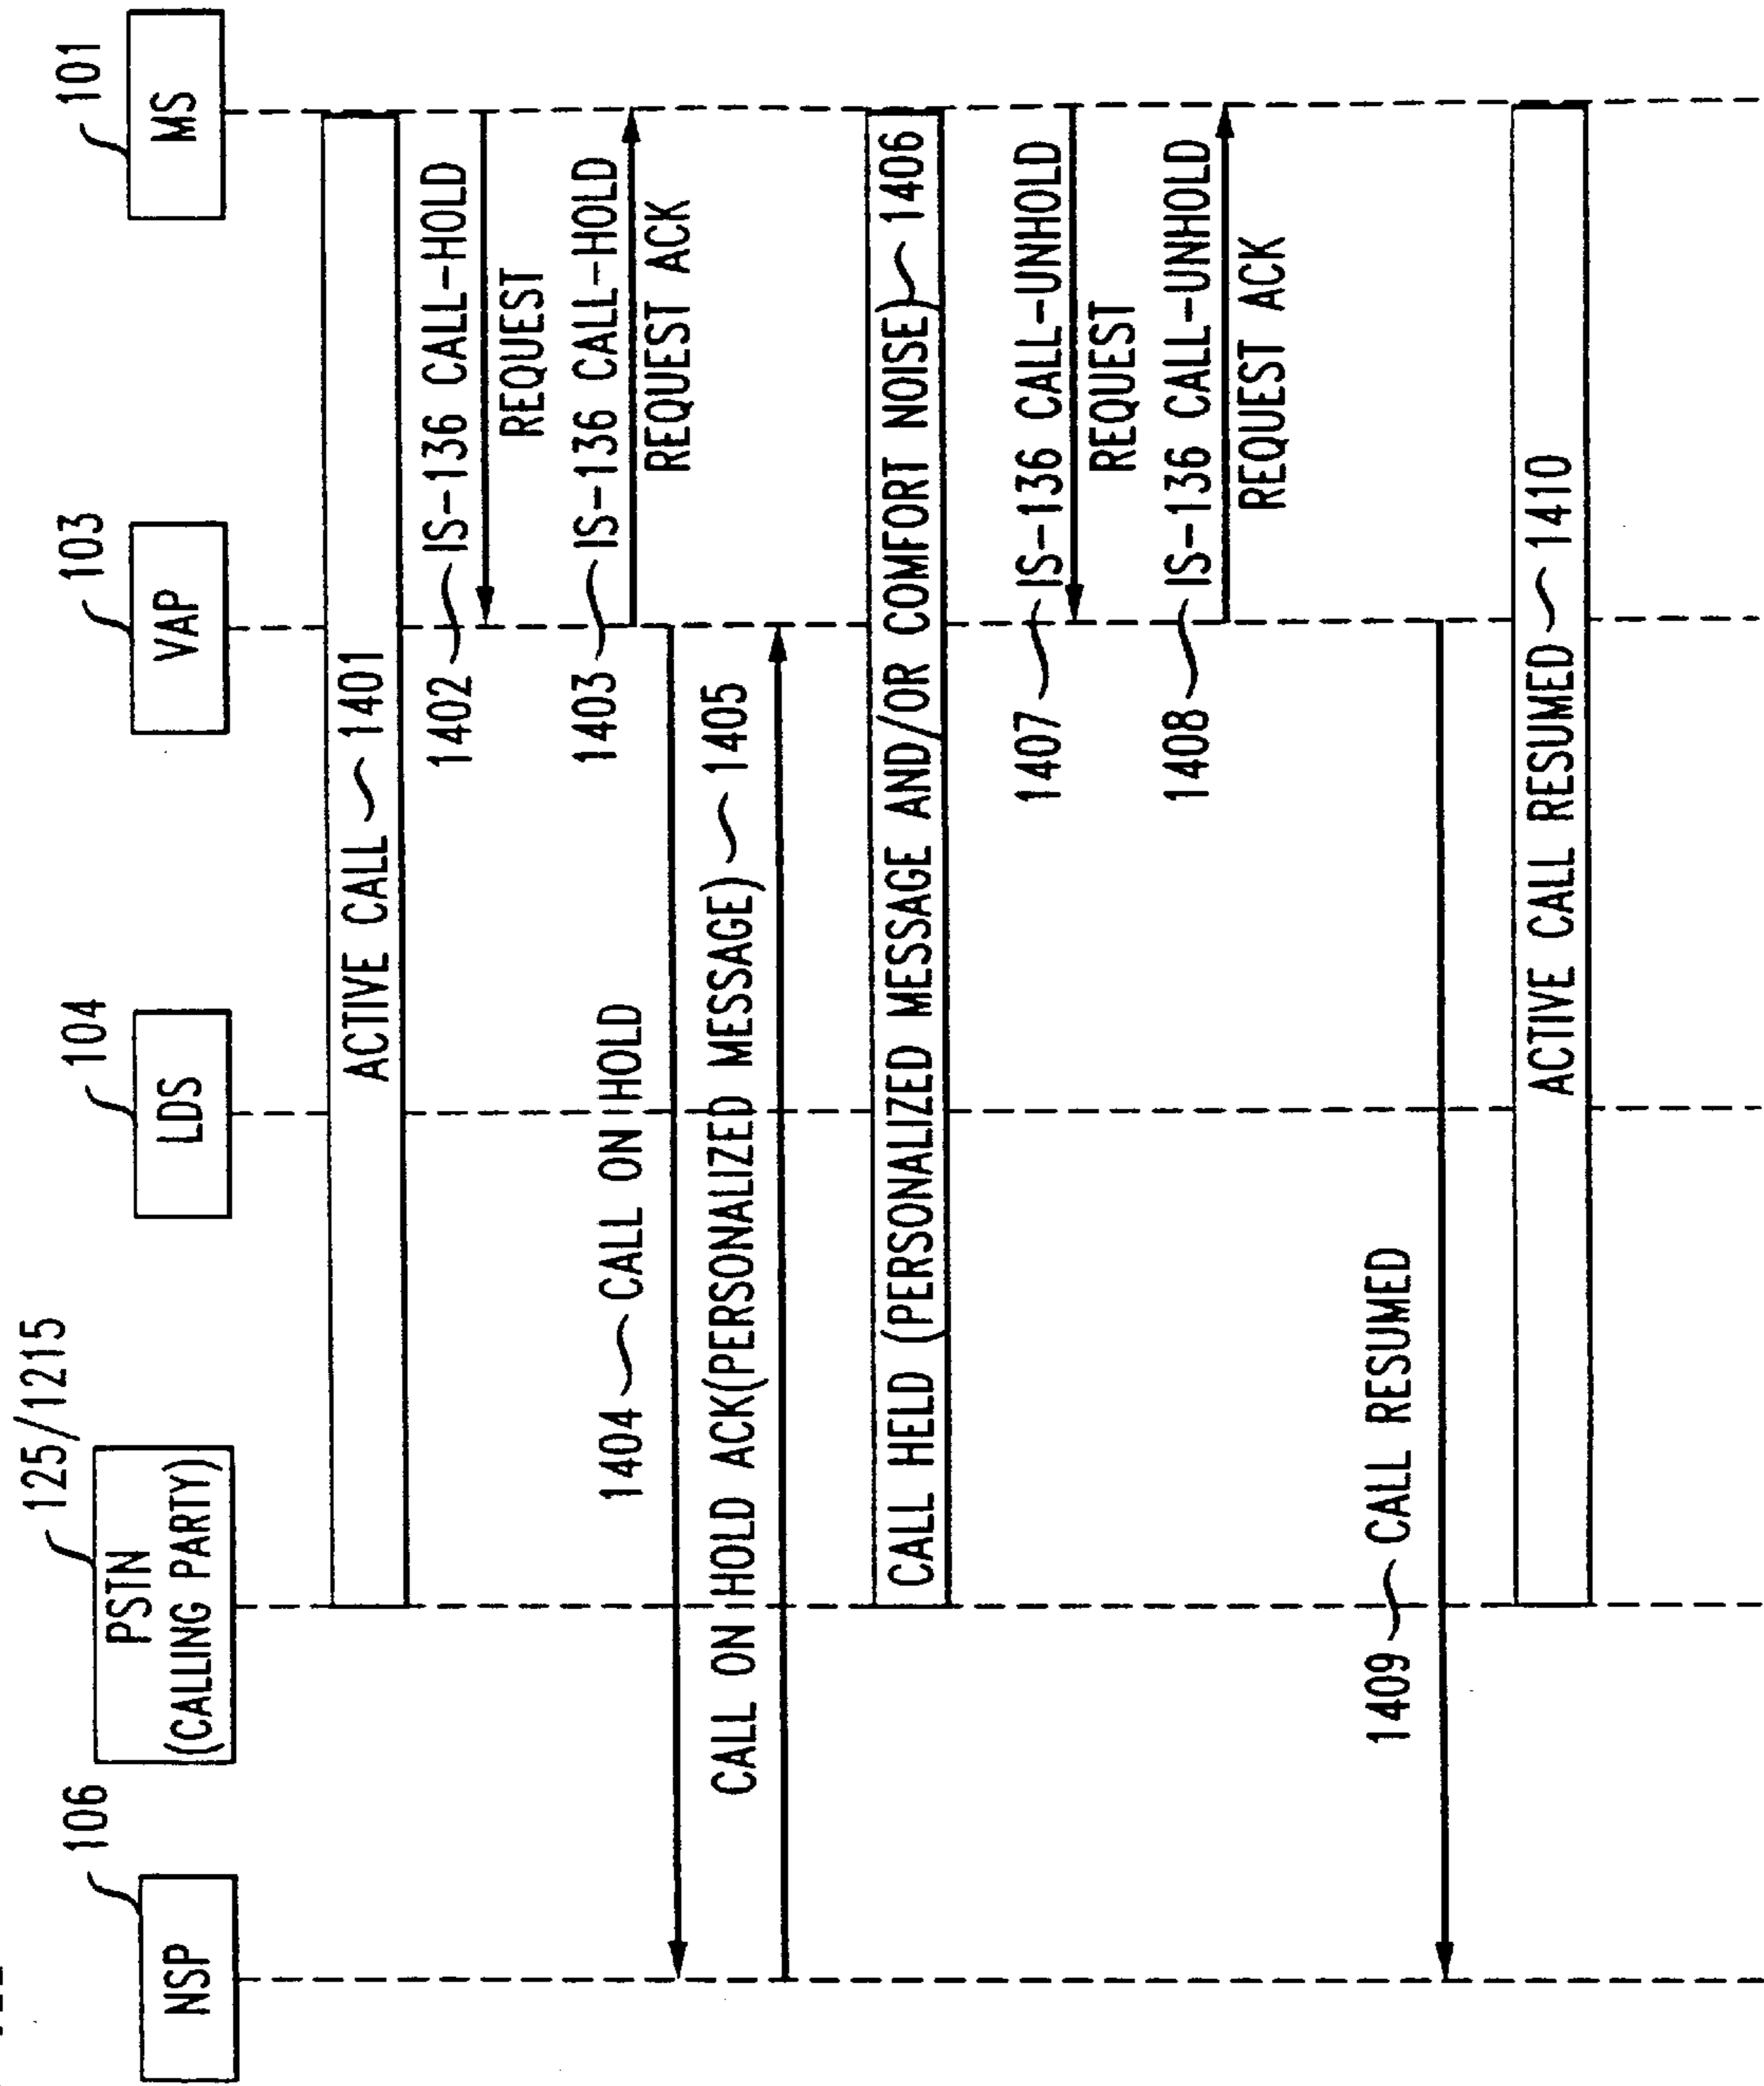 NSP
106
PSTN
(CALLING PARTY)
125/1215
LDS
104
VAP
103
MS
101
ACTIVE CALL 1401
1402 IS-136 CALL-HOLD
REQUEST
1403 IS-136 CALL-HOLD
REQUEST ACK
1404 CALL ON HOLD
CALL ON HOLD ACK(PERSONALIZED MESSAGE) 1405
CALL HELD (PERSONALIZED MESSAGE AND/OR COMFORT NOISE) 1406
1407 IS-136 CALL-UNHOLD
REQUEST
1408 IS-136 CALL-UNHOLD
REQUEST ACK
1409 CALL RESUMED
ACTIVE CALL RESUMED 1410